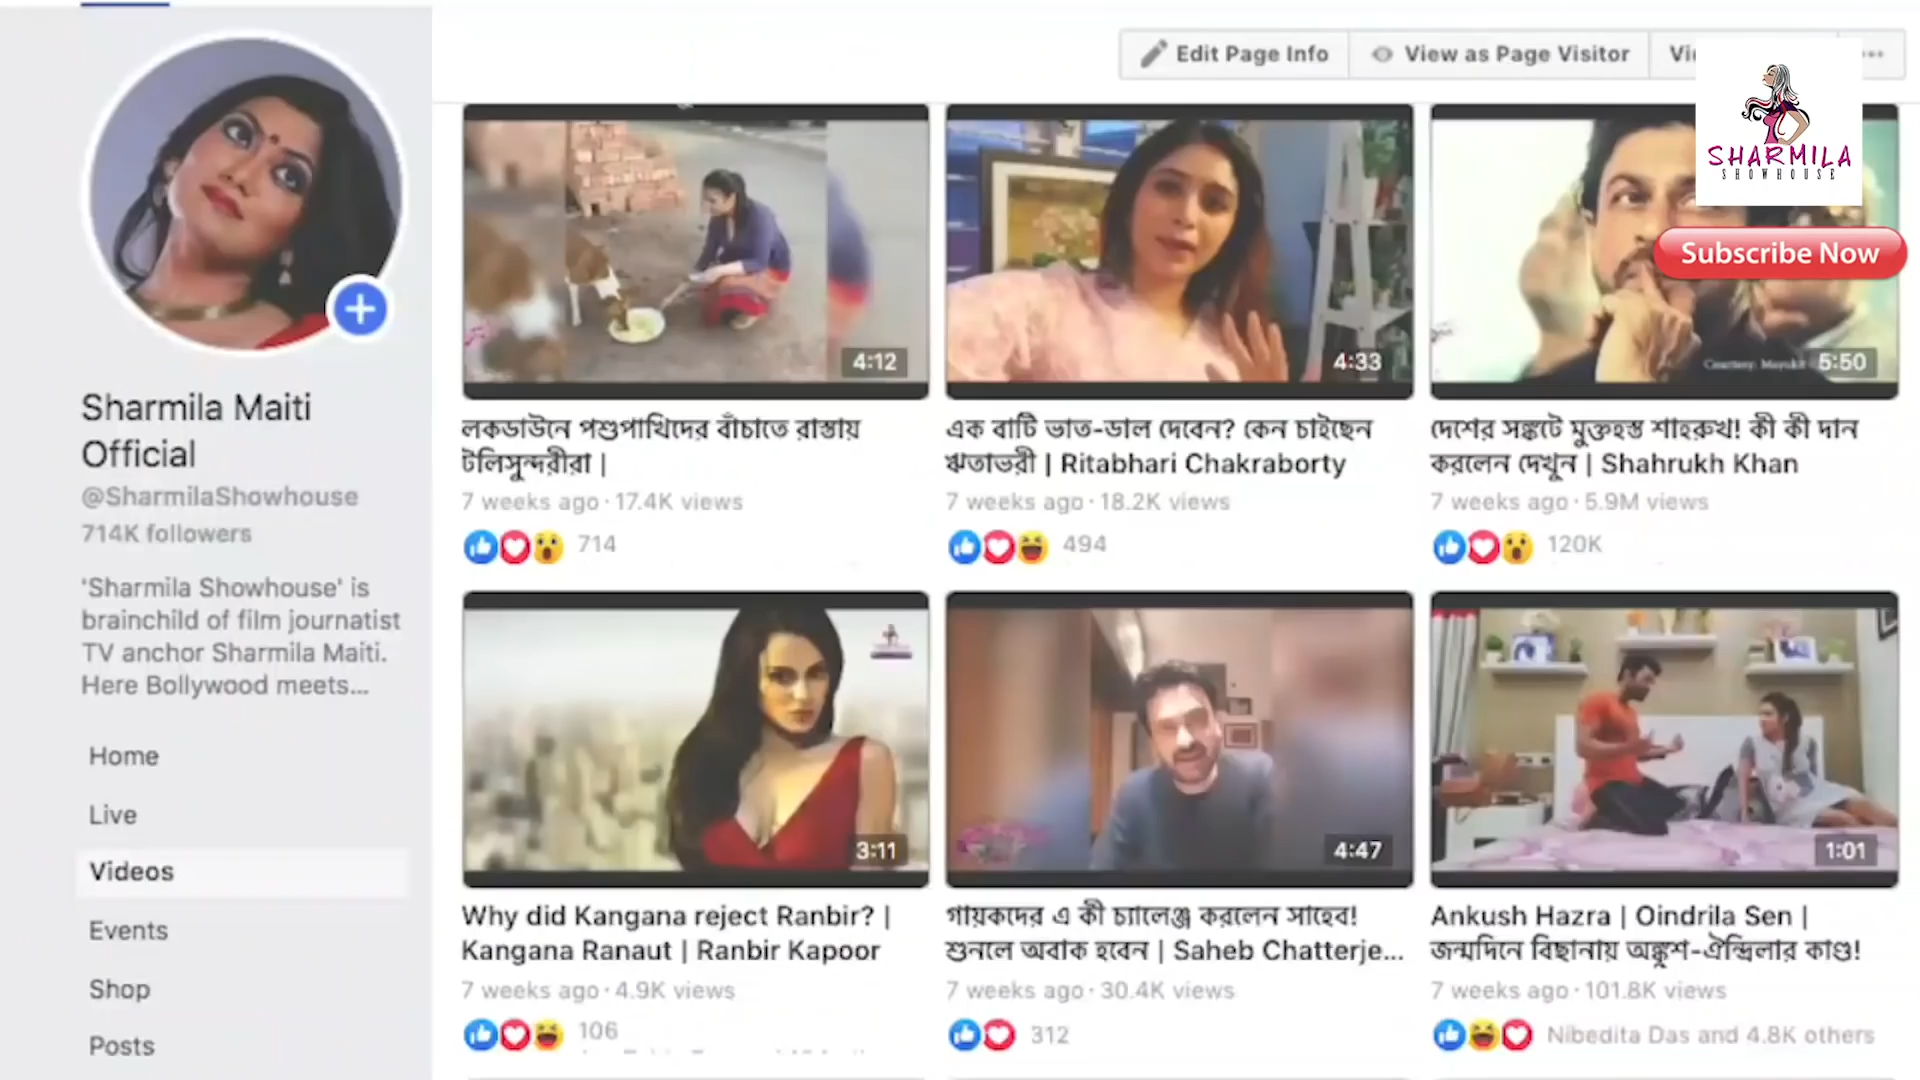 Edit Page Info
View as Page Visitor
SHARMILA
SHOWHOUSE
Subscribe Now
Sharmila Maiti
Official
@SharmilaShowhouse
714K followers
'Sharmila Showhouse' is
brainchild of film journatist
TV anchor Sharmila Maiti.
Here Bollywood meets...
Home
Live
Videos
Events
Shop
Posts
4:12
লকডাউনে পশুপাখিদের বাঁচাতে রাস্তায়
টলিসুন্দরীরা |
7 weeks ago · 17.4K views
714
4:33
এক বাটি ভাত-ডাল দেবেন? কেন চাইছেন
ঋতাভরী | Ritabhari Chakraborty
7 weeks ago · 18.2K views
494
Courtesy:
5:50
দেশের সঙ্কটে মুক্তহস্ত শাহরুখ! কী কী দান
করলেন দেখুন | Shahrukh Khan
7 weeks ago · 5.9M views
120K
3:11
Why did Kangana reject Ranbir? |
Kangana Ranaut | Ranbir Kapoor
7 weeks ago · 4.9K views
106
4:47
গায়কদের এ কী চ্যালেঞ্জ করলেন সাহেব!
শুনলে অবাক হবেন | Saheb Chatterje...
7 weeks ago · 30.4K views
312
1:01
Ankush Hazra | Oindrila Sen |
জন্মদিনে বিছানায় অঙ্কুশ-ঐন্দ্রিলার কাণ্ড!
7 weeks ago · 101.8K views
Nibedita Das and 4.8K others